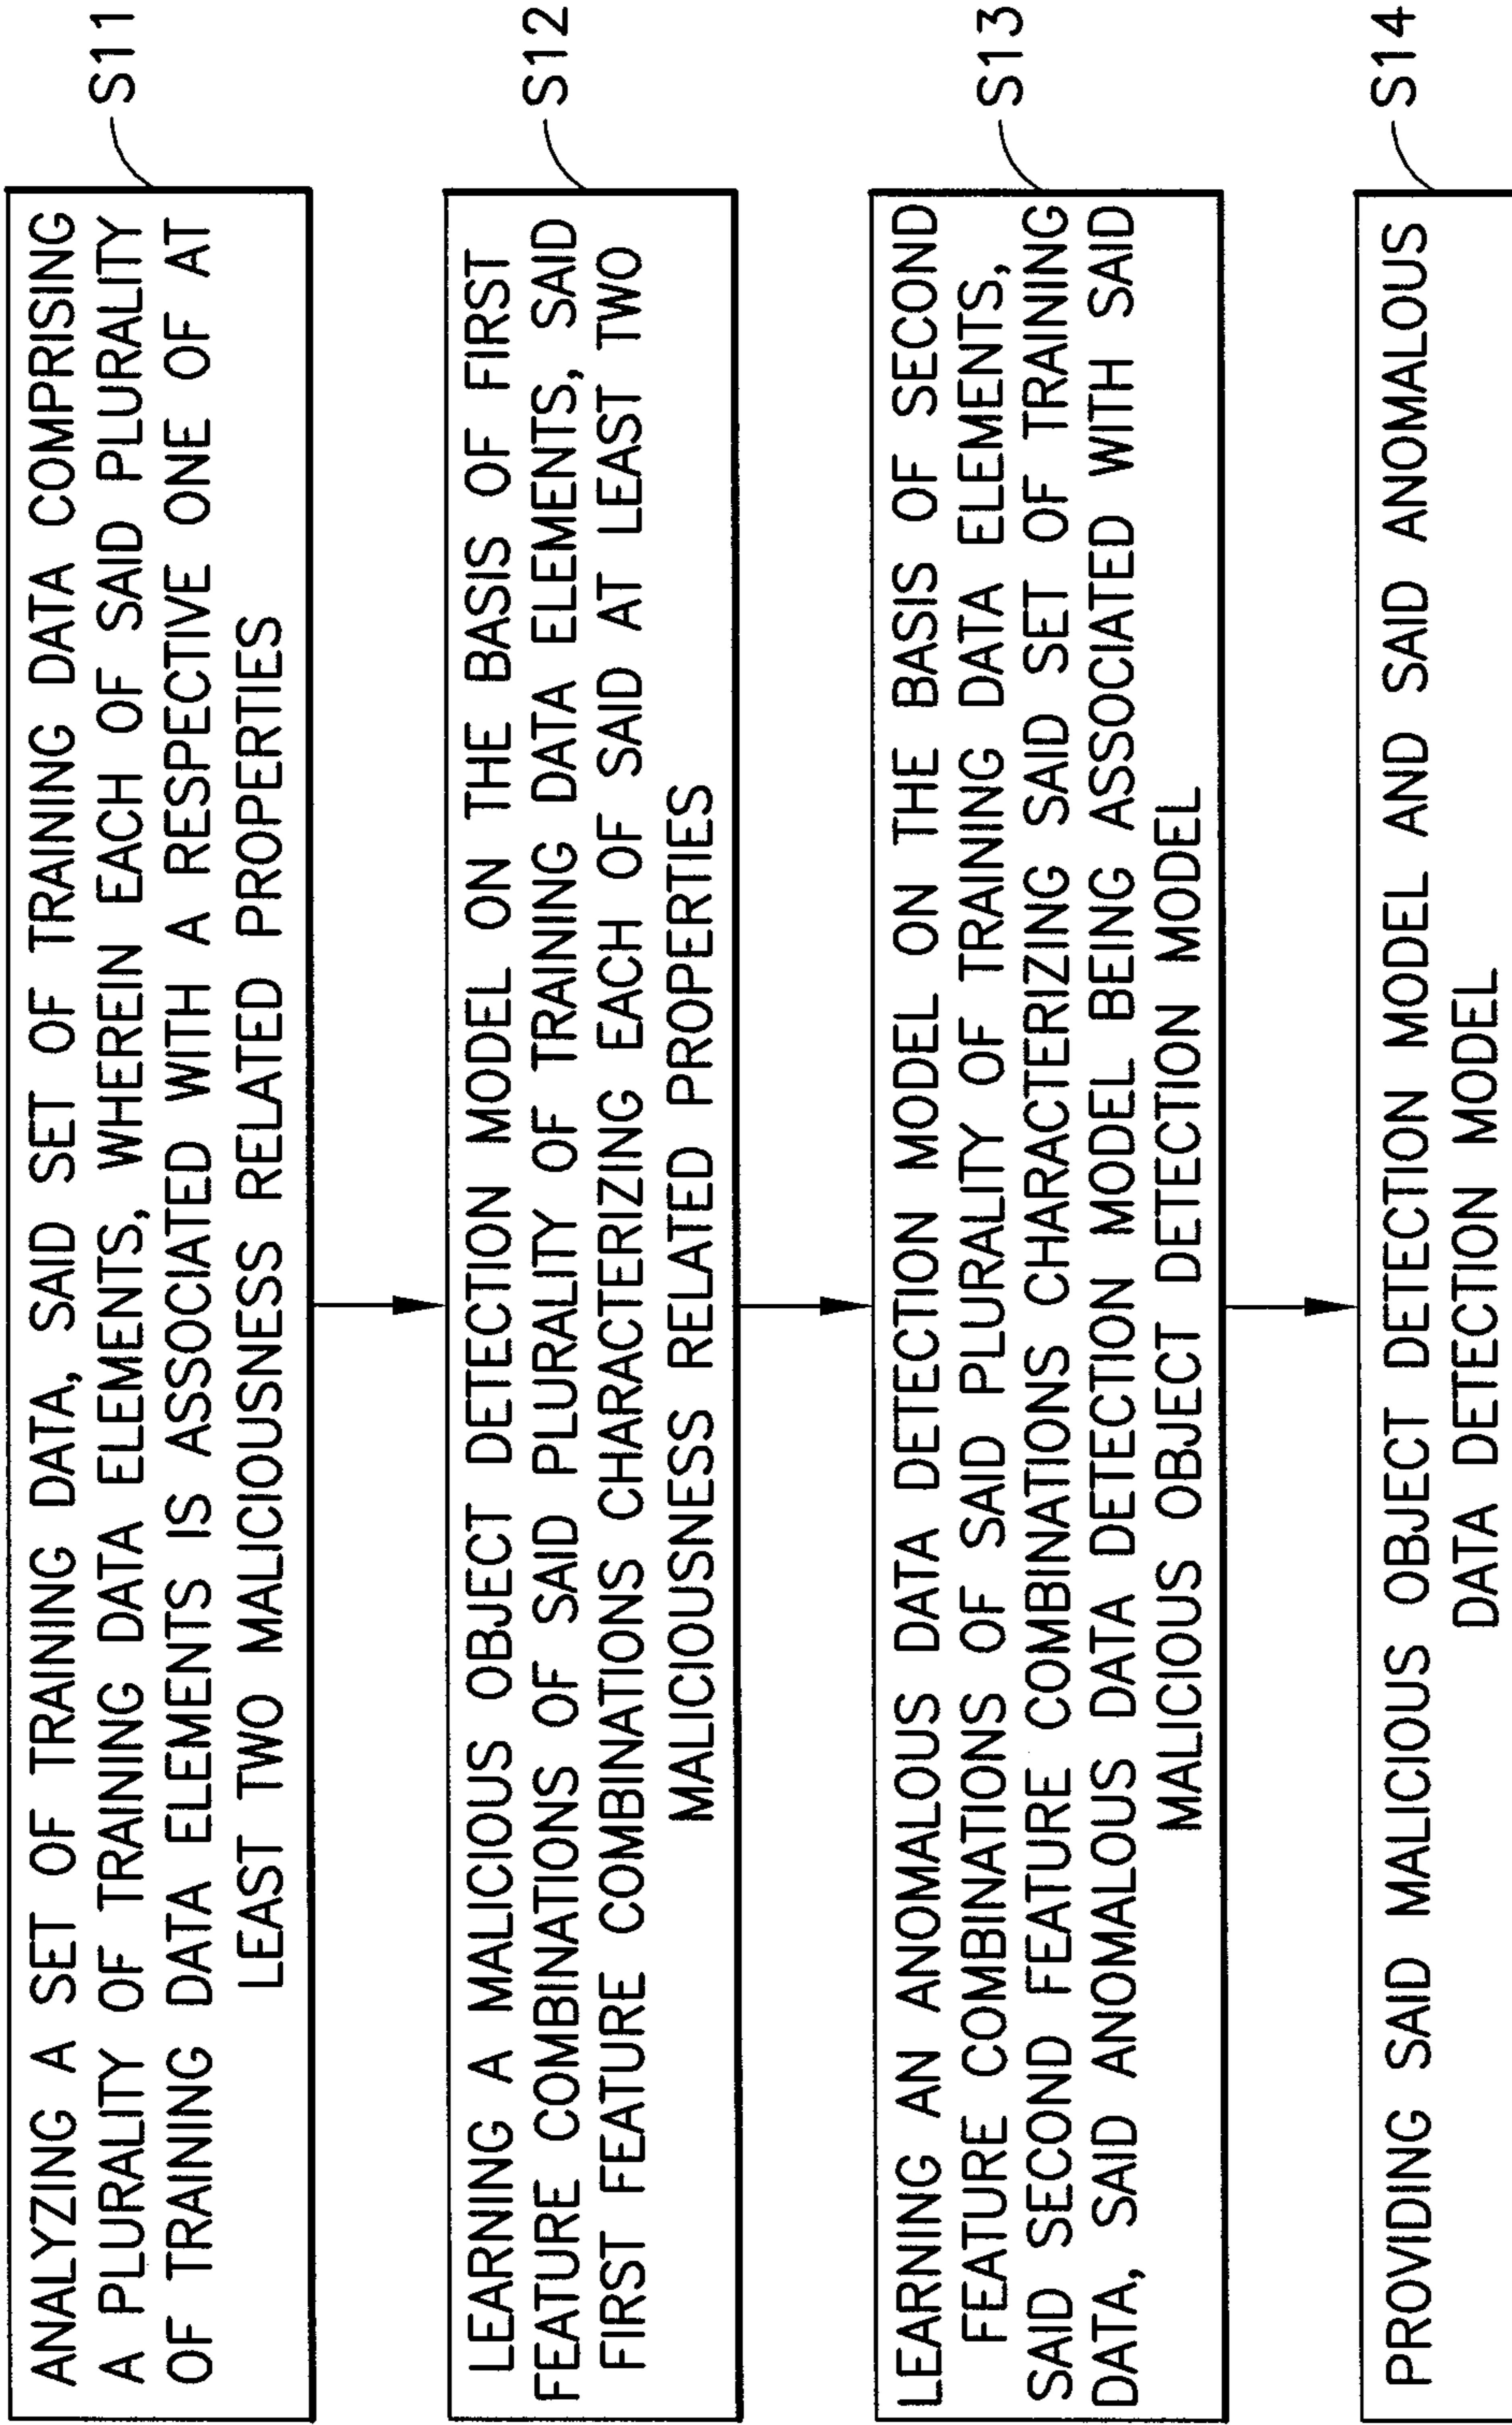 ANALYZING A SET OF TRAINING DATA, SAID SET OF TRAINING DATA COMPRISING
A PLURALITY OF TRAINING DATA ELEMENTS, WHEREIN EACH OF SAID PLURALITY
OF TRAINING DATA ELEMENTS IS ASSOCIATED WITH A RESPECTIVE ONE OF AT
LEAST TWO MALICIOUSNESS RELATED PROPERTIES
S11
LEARNING A MALICIOUS OBJECT DETECTION MODEL ON THE BASIS OF FIRST
FEATURE COMBINATIONS OF SAID PLURALITY OF TRAINING DATA ELEMENTS, SAID
FIRST FEATURE COMBINATIONS CHARACTERIZING EACH OF SAID AT LEAST TWO
MALICIOUSNESS RELATED PROPERTIES
S12
LEARNING AN ANOMALOUS DATA DETECTION MODEL ON THE BASIS OF SECOND
FEATURE COMBINATIONS OF SAID PLURALITY OF TRAINING DATA ELEMENTS,
SAID SECOND FEATURE COMBINATIONS CHARACTERIZING SAID SET OF TRAINING
DATA, SAID ANOMALOUS DATA DETECTION MODEL BEING ASSOCIATED WITH SAID
MALICIOUS OBJECT DETECTION MODEL
S13
PROVIDING SAID MALICIOUS OBJECT DETECTION MODEL AND SAID ANOMALOUS
DATA DETECTION MODEL
S14